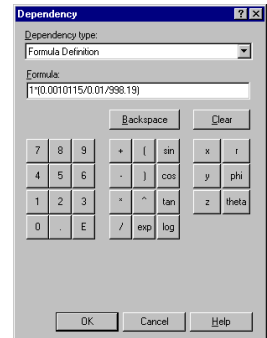 Dependency
Dependency type:
Formula Definition
Formula:
1*(0.0010115/0.01/998.19)
Backspace Clear
7 8 9 + ( sin x r
4 5 6 - ) cos y phi
1 2 3 * ^ tan z theta
0 . E / exp log
OK Cancel Help